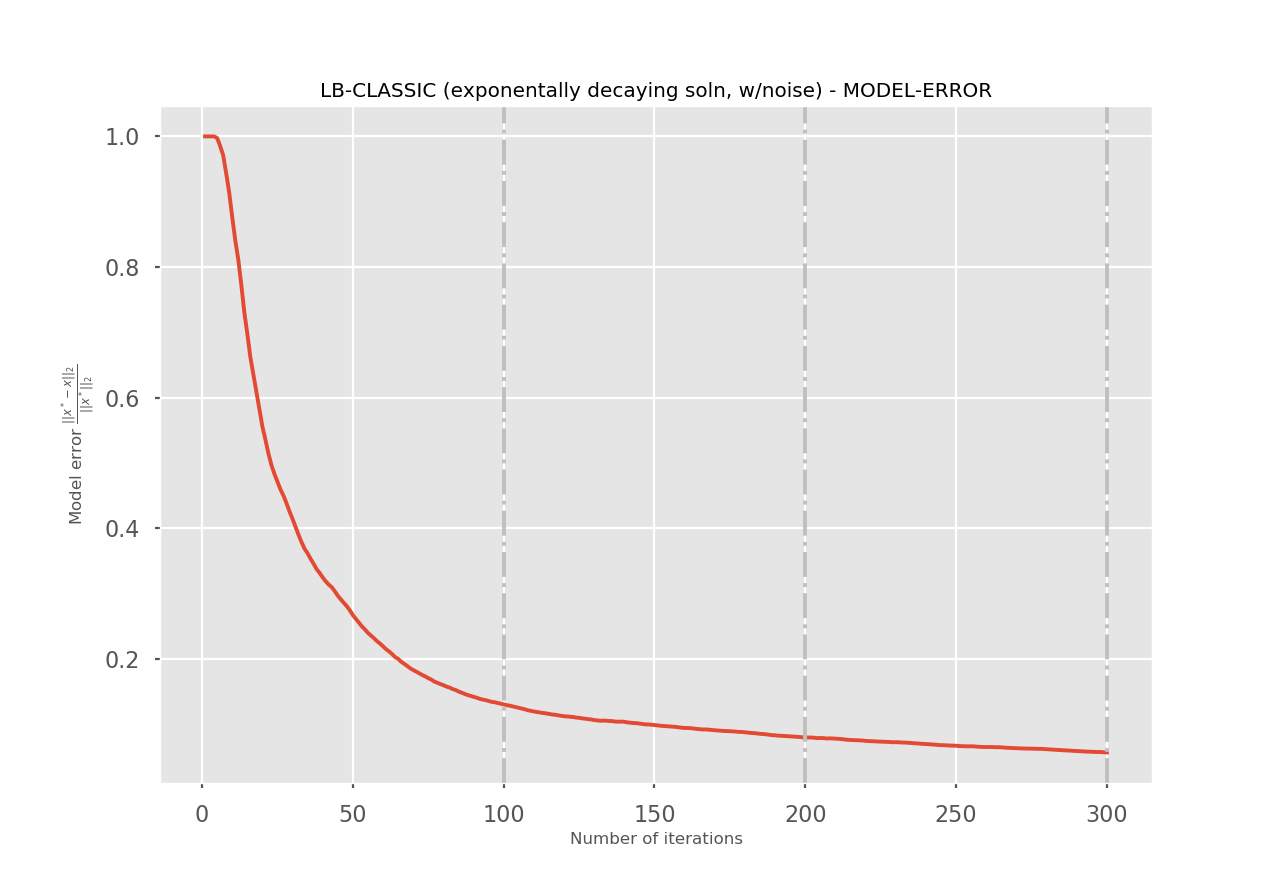 LB-CLASSIC (exponentially decaying soln, w/noise) - MODEL-ERROR
1.0
0.8
0.6
0.4
0.2
Model error ||x* − x||₂ / ||x*||₂
0 50 100 150 200 250 300
Number of iterations